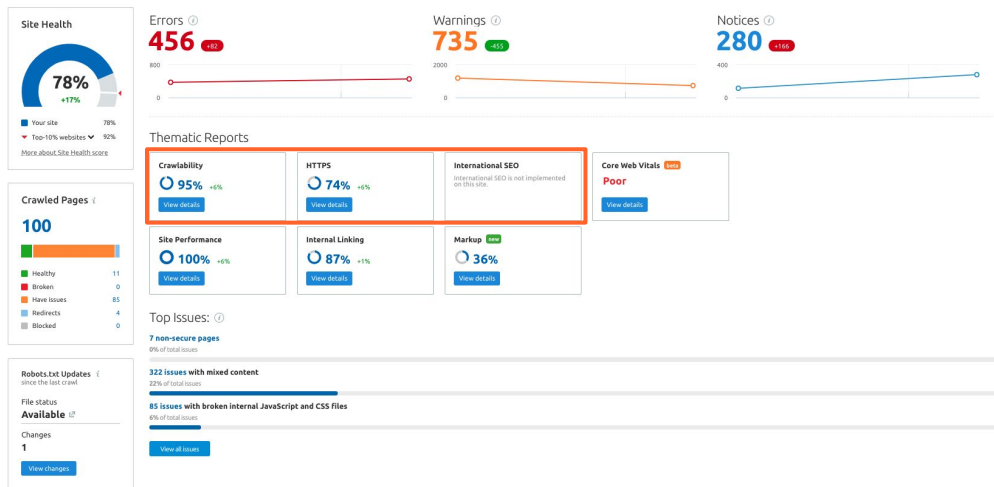 Site Health
78%
+17%
Your site 78%
Top-10% websites 92%
More about Site Health score
Crawled Pages i
100
Healthy 11
Broken 0
Have issues 85
Redirects 4
Blocked 0
Robots.txt Updates i
since the last crawl
File status
Available
Changes
1
View changes
Errors i
456 +82
800
0
Warnings i
735 -455
2000
0
Notices i
280 +166
400
0
Thematic Reports
Crawlability
95% +6%
View details
HTTPS
74% +6%
View details
International SEO
International SEO is not implemented
on this site.
Core Web Vitals beta
Poor
View details
Site Performance
100% +6%
View details
Internal Linking
87% +1%
View details
Markup new
36%
View details
Top Issues: i
7 non-secure pages
0% of total issues
322 issues with mixed content
22% of total issues
85 issues with broken internal JavaScript and CSS files
6% of total issues
View all issues